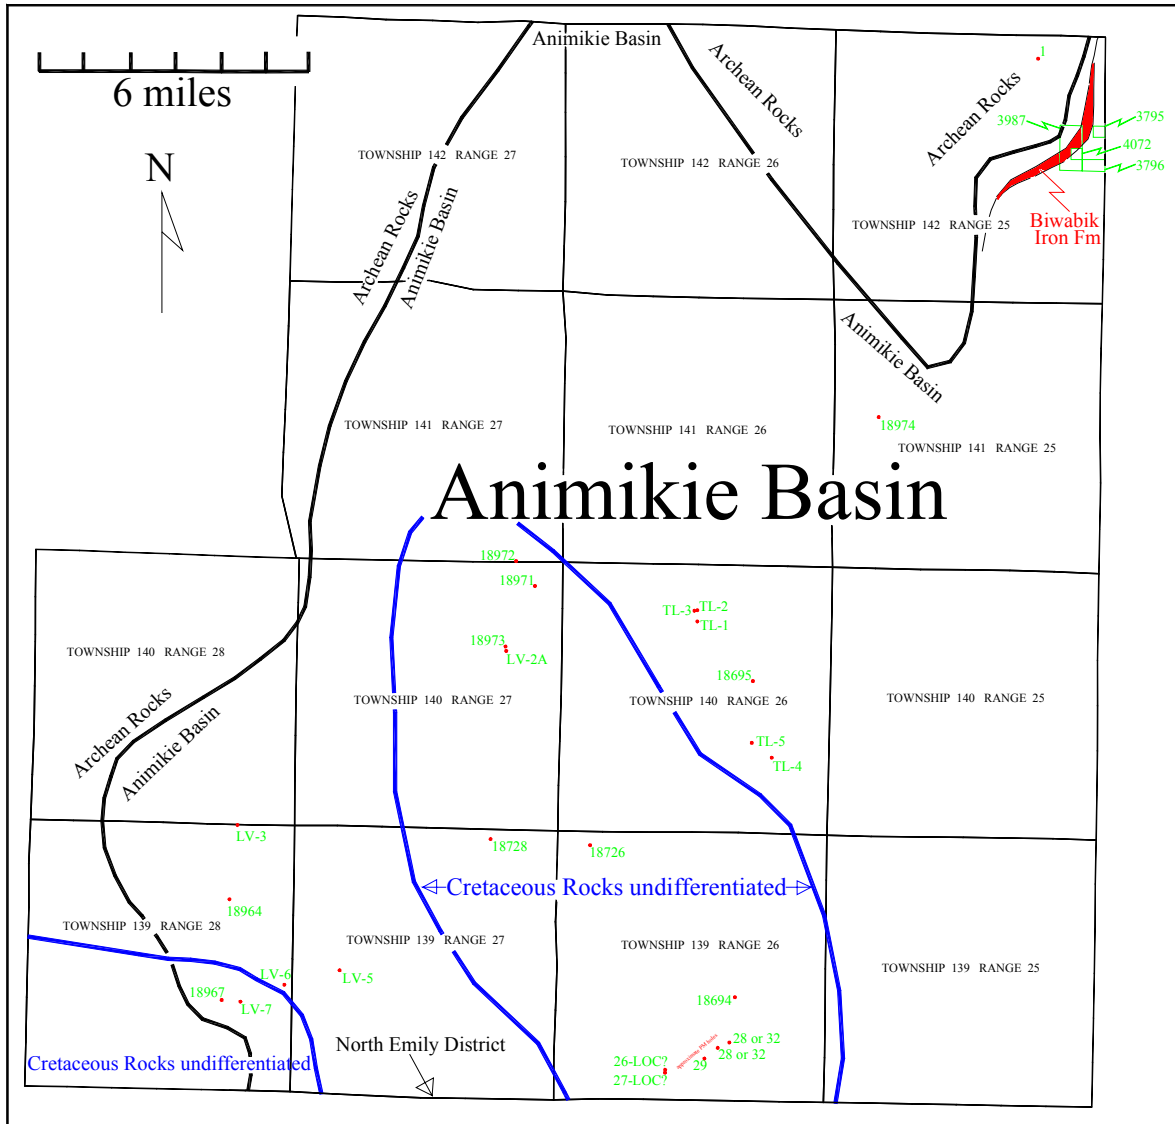 Animikie Basin
6 miles
N
Archean Rocks
Archean Rocks
1
3987
3795
4072
3796
TOWNSHIP 142 RANGE 27
TOWNSHIP 142 RANGE 26
TOWNSHIP 142 RANGE 25
Biwabik
Iron Fm
Archean Rocks
Animikie Basin
Animikie Basin
TOWNSHIP 141 RANGE 27
TOWNSHIP 141 RANGE 26
18974
TOWNSHIP 141 RANGE 25
Animikie Basin
18972
18971
TL-3
TL-2
TL-1
18973
LV-2A
TOWNSHIP 140 RANGE 28
18695
TOWNSHIP 140 RANGE 27
TOWNSHIP 140 RANGE 26
TOWNSHIP 140 RANGE 25
Archean Rocks
Animikie Basin
TL-5
TL-4
LV-3
18728
18726
Cretaceous Rocks undifferentiated
18964
TOWNSHIP 139 RANGE 28
TOWNSHIP 139 RANGE 27
TOWNSHIP 139 RANGE 26
TOWNSHIP 139 RANGE 25
LV-6
LV-5
18967
LV-7
18694
Cretaceous Rocks undifferentiated
North Emily District
approximate PM holes
28 or 32
28 or 32
29
26-LOC?
27-LOC?